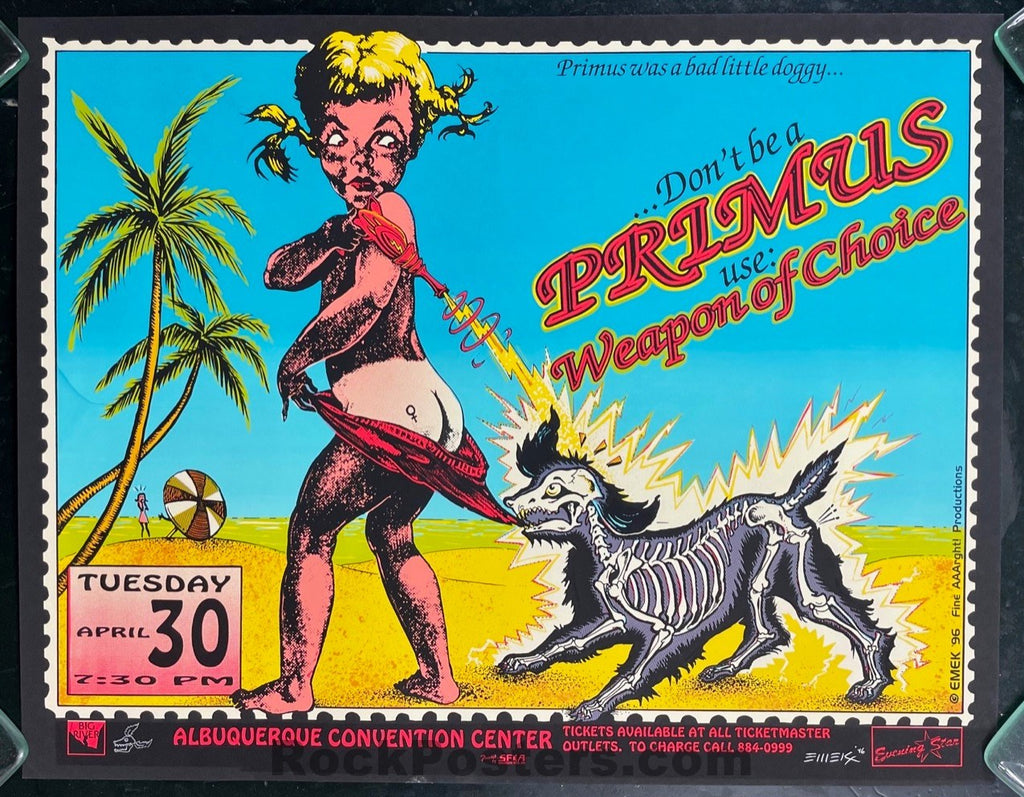 Primus was a bad little doggy...
...Don't be a
PRIMUS
use:
Weapon of Choice
TUESDAY
APRIL 30
7:30 PM
© EMEK '96 Fine AAArght! Productions
BIG
RIVER
ALBUQUERQUE CONVENTION CENTER
TICKETS AVAILABLE AT ALL TICKETMASTER
OUTLETS. TO CHARGE CALL 884-0999
EMEK '96
Evening Star
RockPosters.com